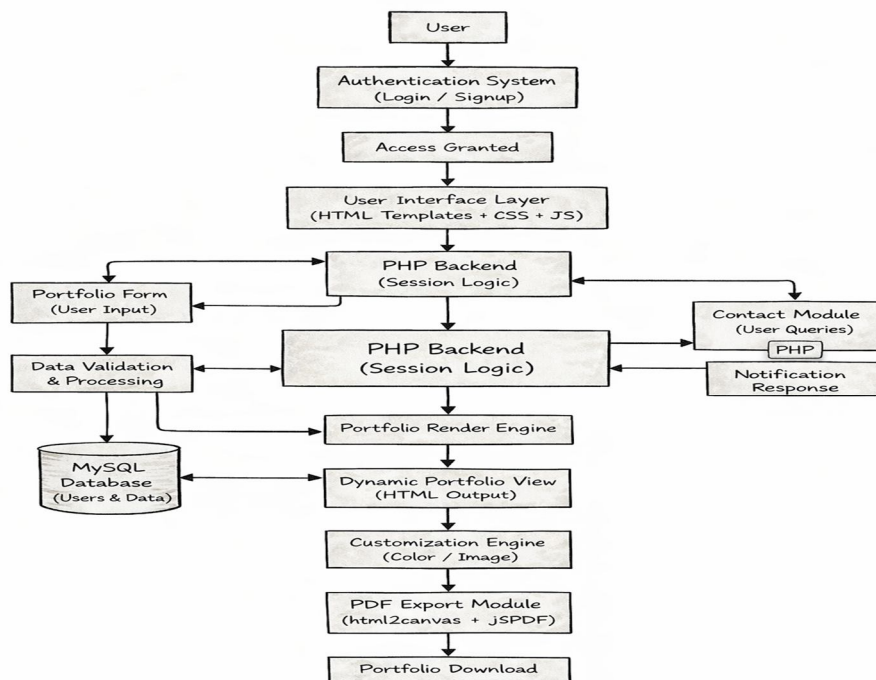 User
Authentication System
(Login / Signup)
Access Granted
User Interface Layer
(HTML Templates + CSS + JS)
PHP Backend
(Session Logic)
Portfolio Form
(User Input)
Contact Module
(User Queries)
PHP
PHP Backend
(Session Logic)
Data Validation
& Processing
Notification
Response
Portfolio Render Engine
MySQL
Database
(Users & Data)
Dynamic Portfolio View
(HTML Output)
Customization Engine
(Color / Image)
PDF Export Module
(html2canvas + jSPDF)
Portfolio Download